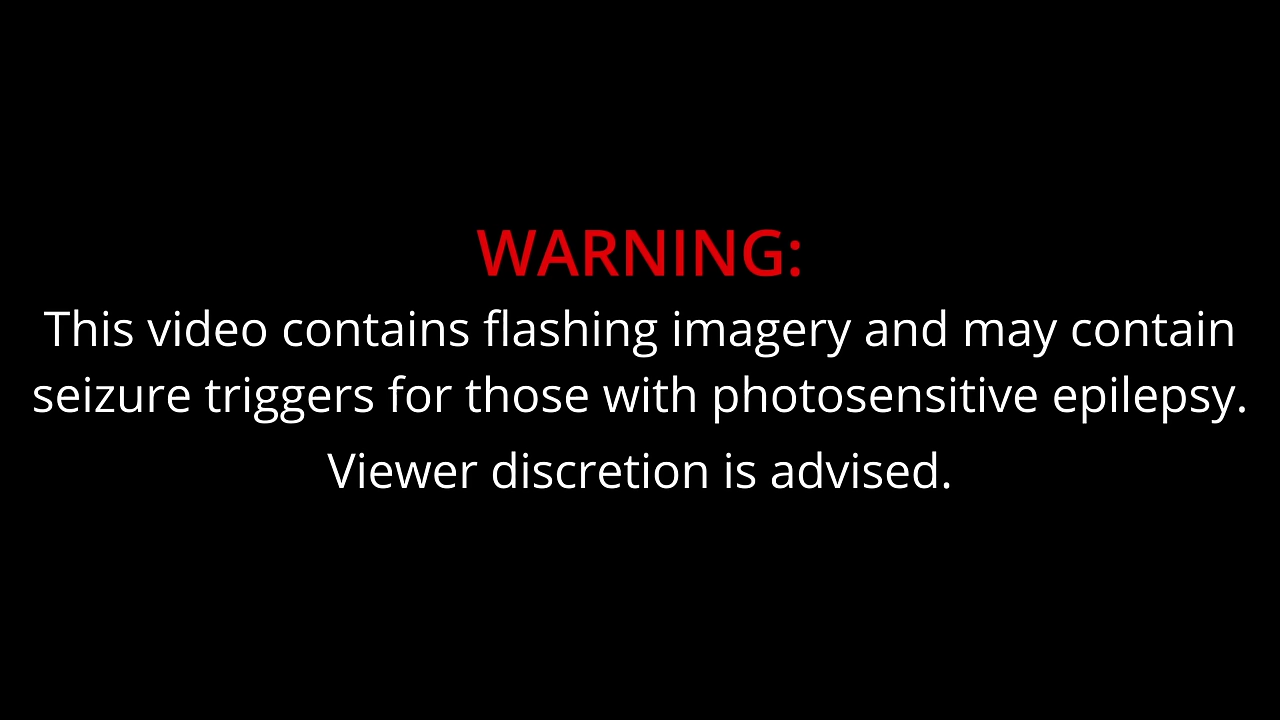 WARNING:
This video contains flashing imagery and may contain
seizure triggers for those with photosensitive epilepsy.
Viewer discretion is advised.